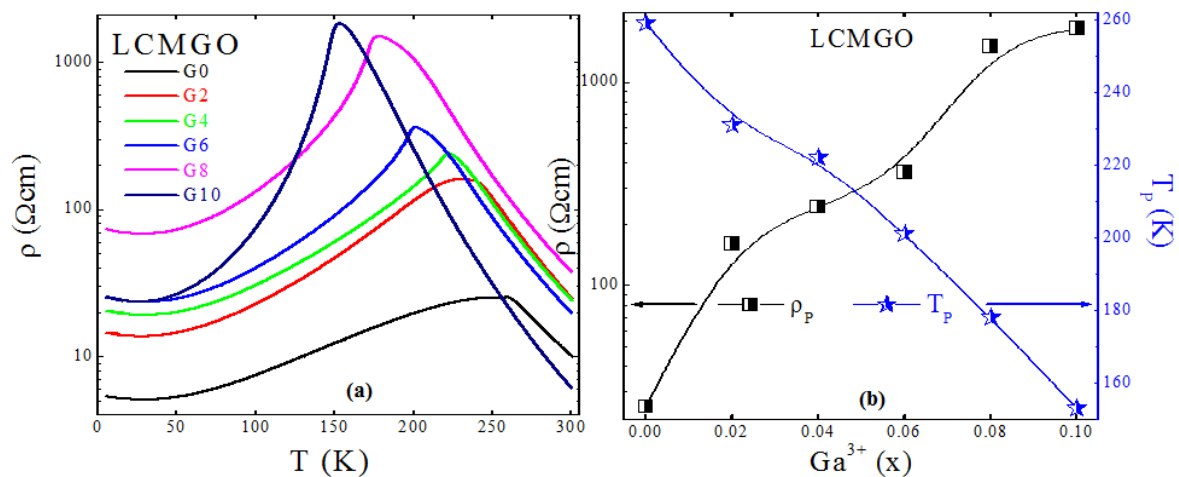 LCMGO
G0
G2
G4
G6
G8
G10
1000
100
10
ρ (Ωcm)
0
50
100
150
200
250
300
T (K)
(a)
LCMGO
1000
100
ρ (Ωcm)
ρP
TP
260
240
220
200
180
160
TP (K)
0.00
0.02
0.04
0.06
0.08
0.10
Ga3+ (x)
(b)